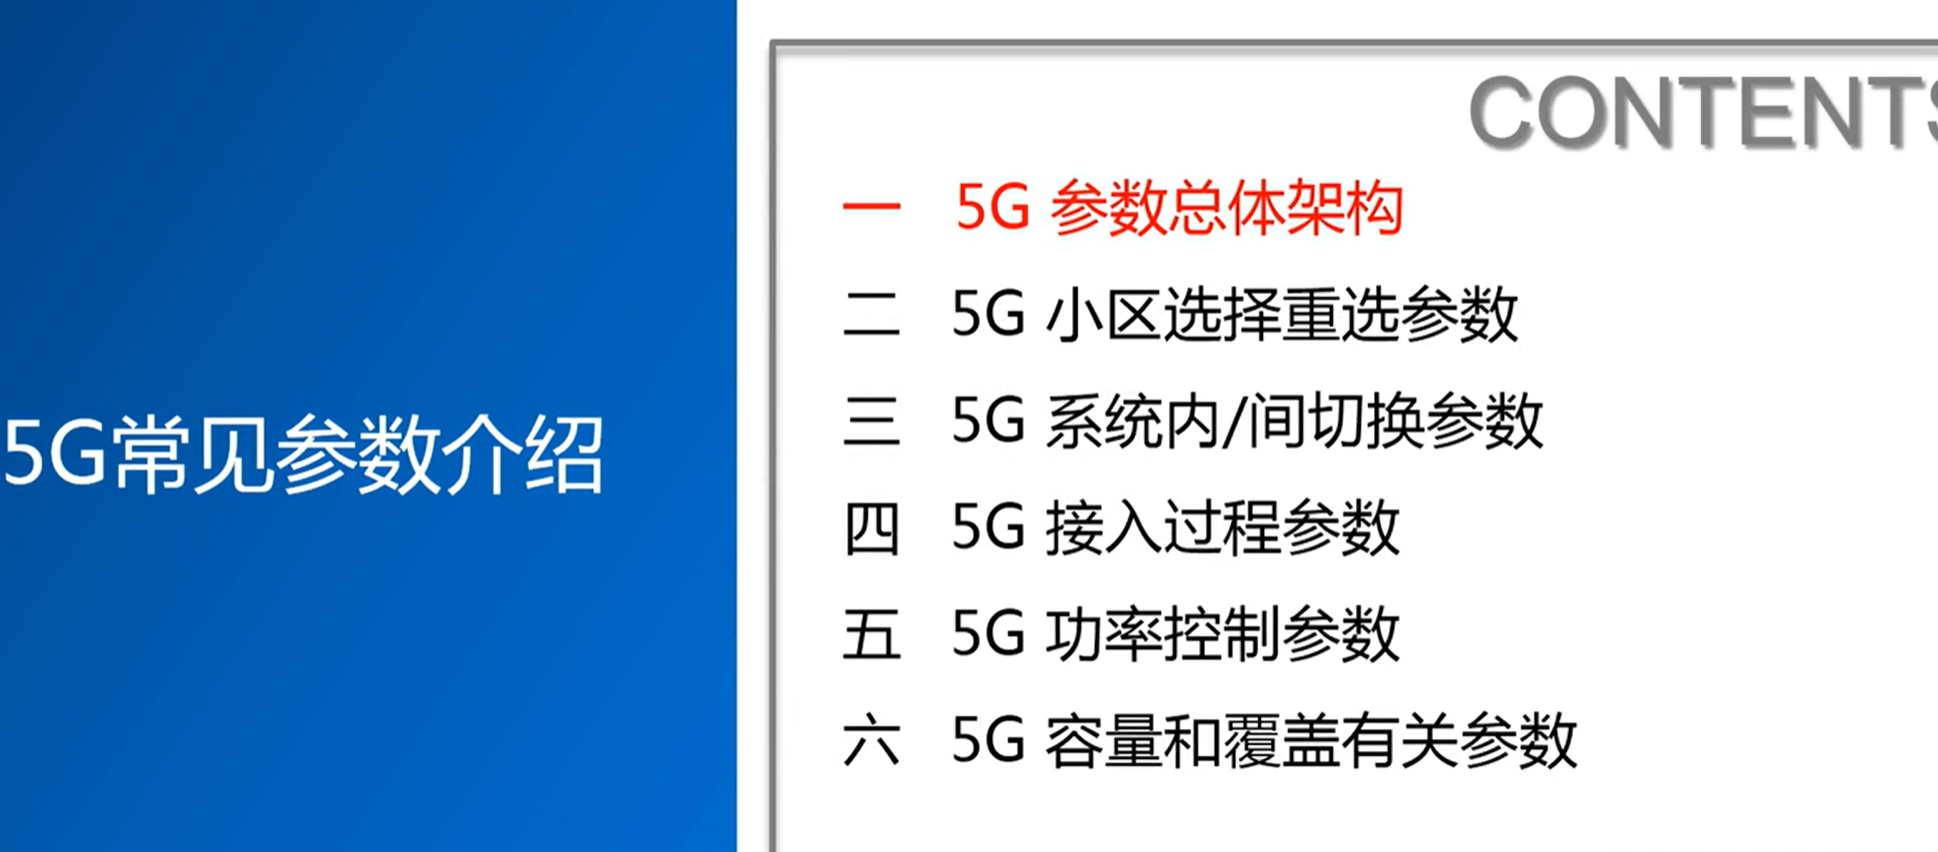 5G常见参数介绍
CONTENTS
一 5G 参数总体架构
二 5G 小区选择重选参数
三 5G 系统内/间切换参数
四 5G 接入过程参数
五 5G 功率控制参数
六 5G 容量和覆盖有关参数